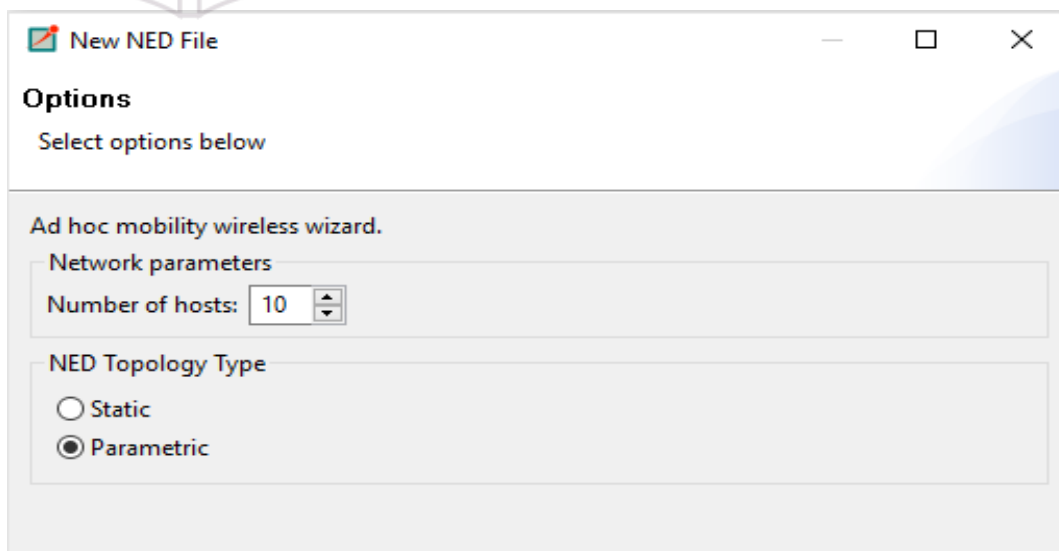 New NED File
Options
Select options below
Ad hoc mobility wireless wizard.
Network parameters
Number of hosts: 10
NED Topology Type
Static
Parametric